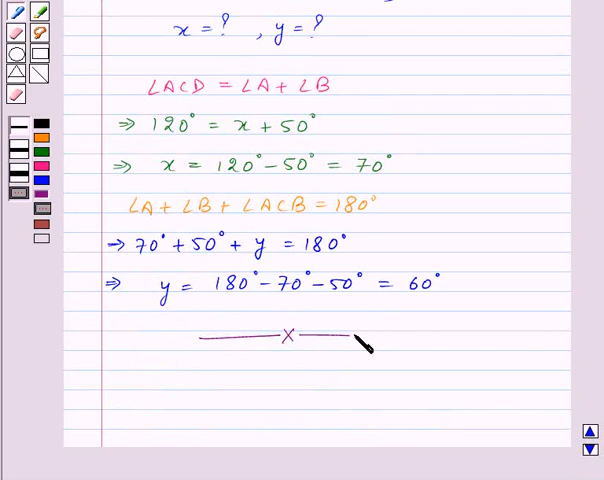 x = ? , y = ?
∠ACD = ∠A + ∠B
⇒ 120° = x + 50°
⇒ x = 120° - 50° = 70°
∠A + ∠B + ∠ACB = 180°
⇒ 70° + 50° + y = 180°
⇒ y = 180° - 70° - 50° = 60°